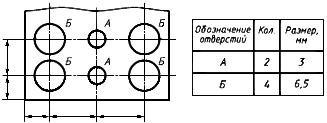 Б А Б
Б А Б
Обозначение отверстий Кол. Размер, мм
А 2 3
Б 4 6,5